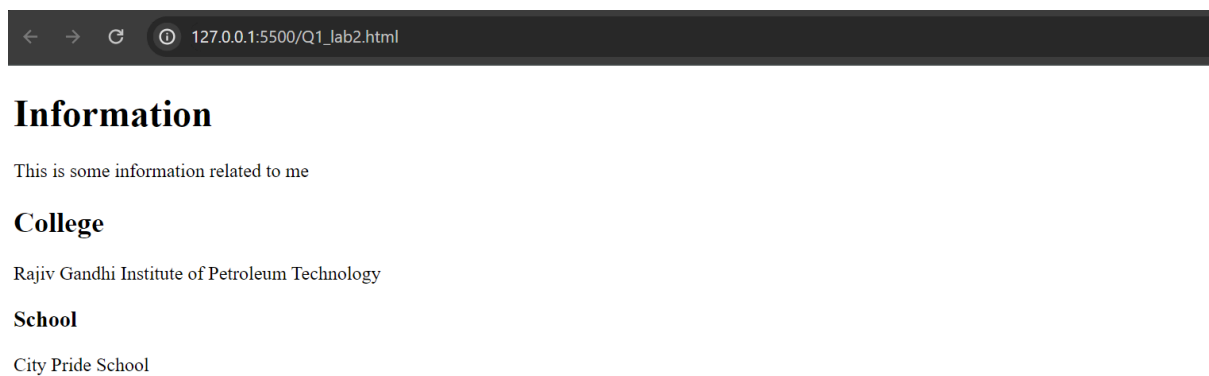 127.0.0.1:5500/Q1_lab2.html
Information
This is some information related to me
College
Rajiv Gandhi Institute of Petroleum Technology
School
City Pride School